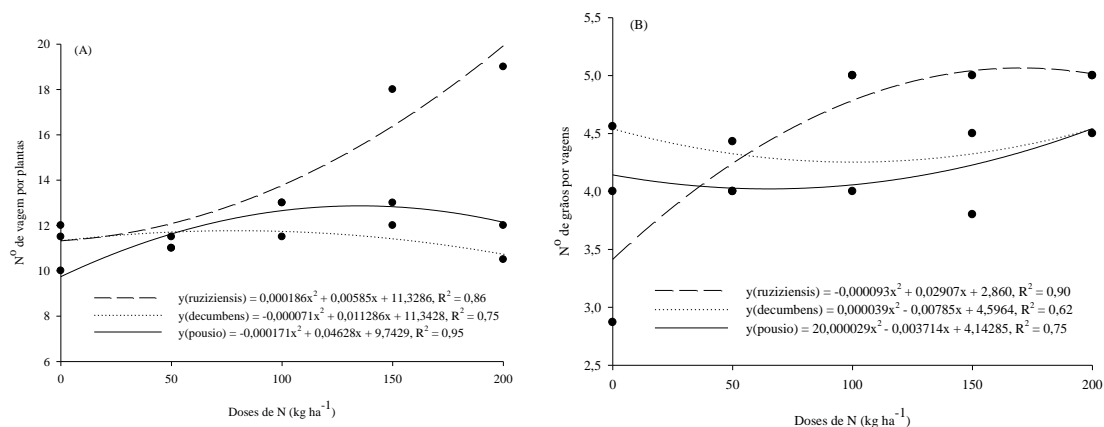 (A)
20
18
16
14
12
10
8
6
Nº de vagem por plantas
y(ruziziensis) = 0,000186x² + 0,00585x + 11,3286, R² = 0,86
y(decumbens) = -0,000071x² + 0,011286x + 11,3428, R² = 0,75
y(pousio) = -0,000171x² + 0,04628x + 9,7429, R² = 0,95
0 50 100 150 200
Doses de N (kg ha⁻¹)
(B)
5,5
5,0
4,5
4,0
3,5
3,0
2,5
Nº de grãos por vagens
y(ruziziensis) = -0,000093x² + 0,02907x + 2,860, R² = 0,90
y(decumbens) = 0,000039x² - 0,00785x + 4,5964, R² = 0,62
y(pousio) = 20,000029x² - 0,003714x + 4,14285, R² = 0,75
0 50 100 150 200
Doses de N (kg ha⁻¹)